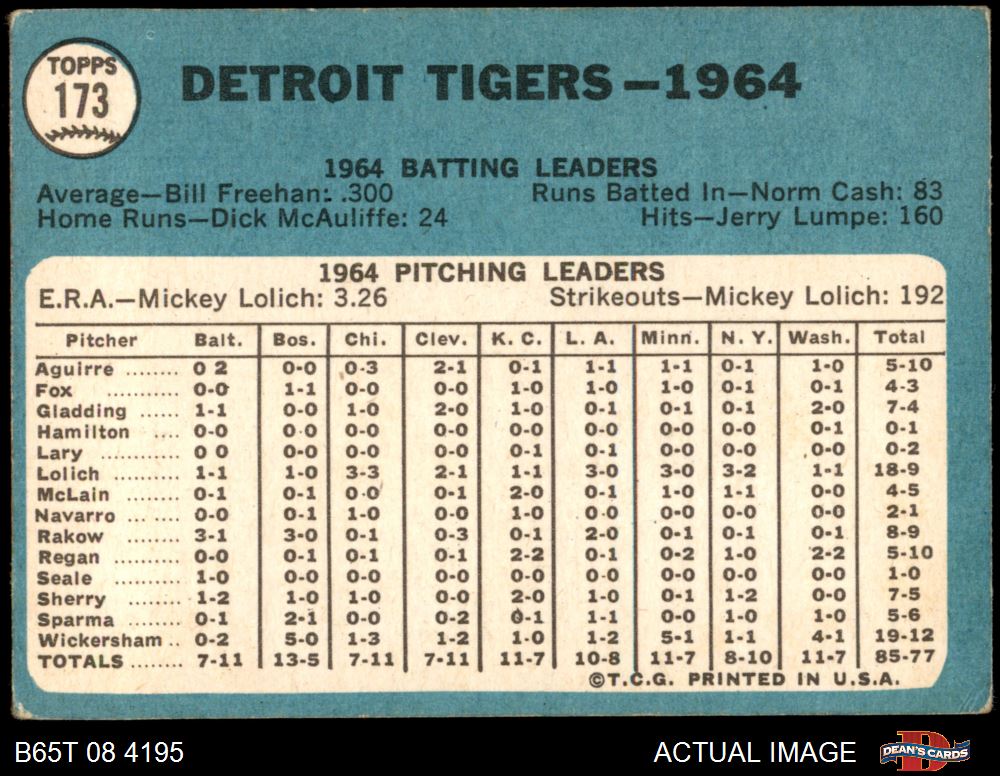 TOPPS
173
DETROIT TIGERS—1964
1964 BATTING LEADERS
Average—Bill Freehan: .300 Runs Batted In—Norm Cash: 83
Home Runs—Dick McAuliffe: 24 Hits—Jerry Lumpe: 160
1964 PITCHING LEADERS
E.R.A.—Mickey Lolich: 3.26 Strikeouts—Mickey Lolich: 192
Pitcher Balt. Bos. Chi. Clev. K. C. L. A. Minn. N. Y. Wash. Total
Aguirre ........ 0 2 0-0 0-3 2-1 0-1 1-1 1-1 0-1 1-0 5-10
Fox ........... 0-0 1-1 0-0 0-0 1-0 1-0 1-0 0-1 0-1 4-3
Gladding ...... 1-1 0-0 1-0 2-0 1-0 0-1 0-1 0-1 2-0 7-4
Hamilton .... 0-0 0-0 0-0 0-0 0-0 0-0 0-0 0-0 0-1 0-1
Lary ........... 0 0 0-0 0-0 0-0 0-1 0-1 0-0 0-0 0-0 0-2
Lolich .......... 1-1 1-0 3-3 2-1 1-1 3-0 3-0 3-2 1-1 18-9
McLain ........ 0-1 0-1 0-0 0-1 2-0 0-1 1-0 1-1 0-0 4-5
Navarro ... .... 0-0 0-1 1-0 0-0 1-0 0-0 0-0 0-0 0-0 2-1
Rakow ......... 3-1 3-0 0-1 0-3 0-1 2-0 0-1 0-1 0-1 8-9
Regan .......... 0-0 0-1 0-1 0-1 2-2 0-1 0-2 1-0 2-2 5-10
Seale .......... 1-0 0-0 0-0 0-0 0-0 0-0 0-0 0-0 0-0 1-0
Sherry ........ 1-2 1-0 1-0 0-0 2-0 1-0 0-1 1-2 0-0 7-5
Sparma ........ 0-1 2-1 0-0 0-2 0-1 1-1 0-0 1-0 1-0 5-6
Wickersham .. 0-2 5-0 1-3 1-2 1-0 1-2 5-1 1-1 4-1 19-12
TOTALS ........ 7-11 13-5 7-11 7-11 11-7 10-8 11-7 8-10 11-7 85-77
©T.C.G. PRINTED IN U.S.A.
B65T 08 4195 ACTUAL IMAGE D DEAN'S CARDS